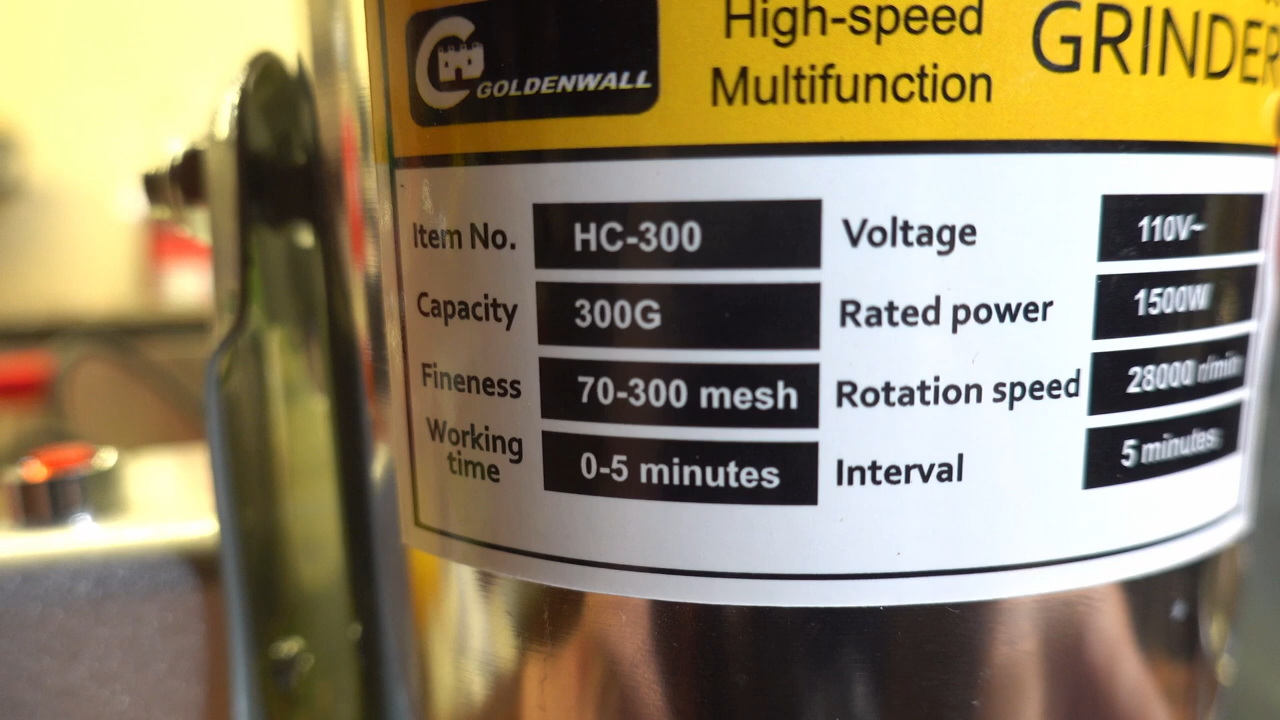 GOLDENWALL
High-speed
Multifunction
GRINDER
Item No. HC-300 Voltage 110V~
Capacity 300G Rated power 1500W
Fineness 70-300 mesh Rotation speed 28000 r/min
Working time 0-5 minutes Interval 5 minutes